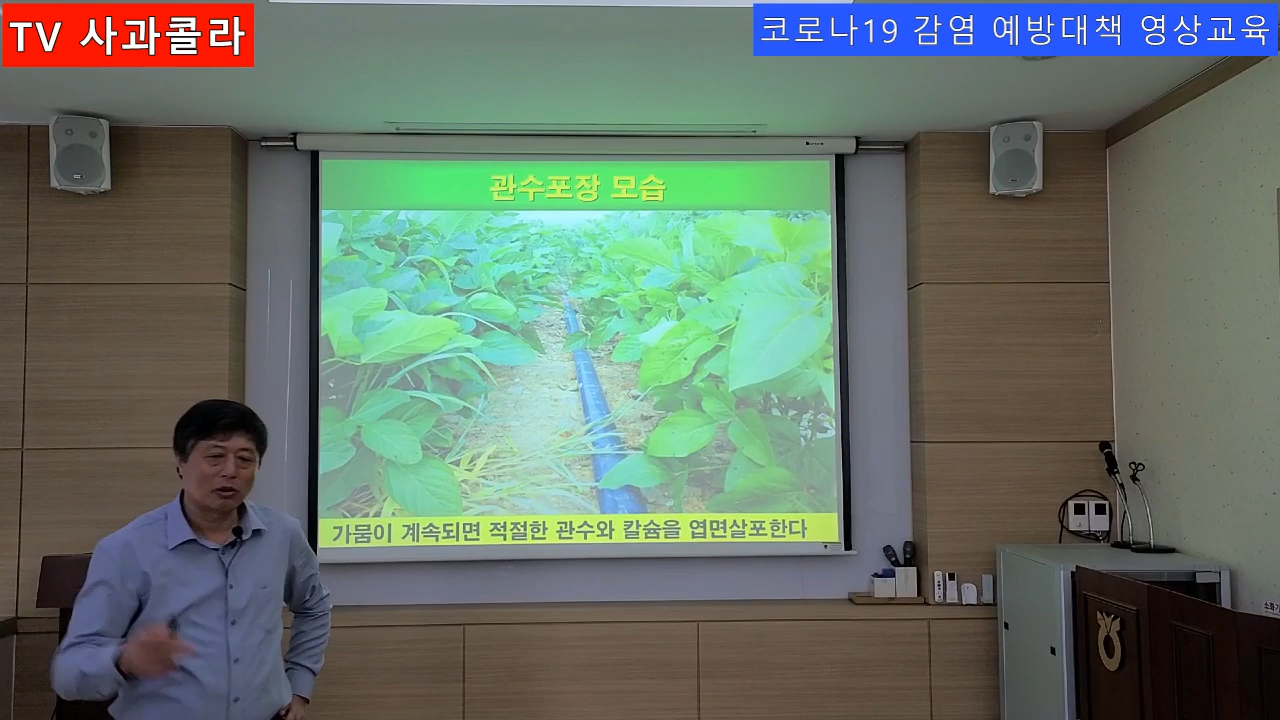 TV 사과콜라
코로나19 감염 예방대책 영상교육
관수포장 모습
가뭄이 계속되면 적절한 관수와 칼슘을 엽면살포한다